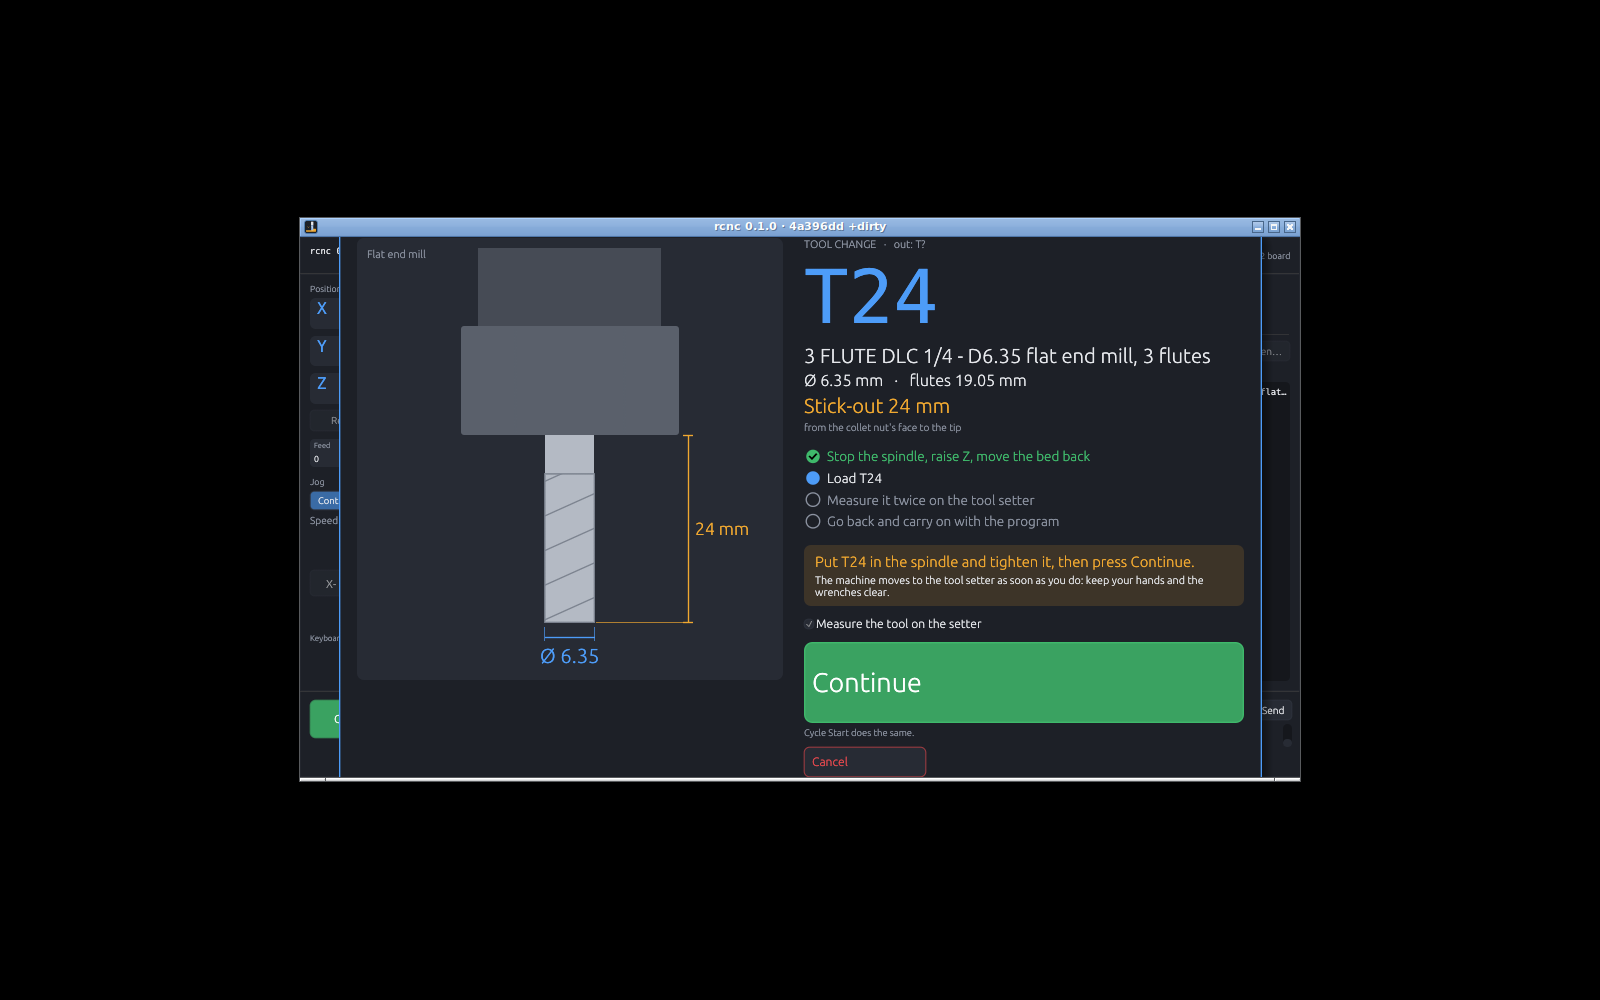 rcnc 0.1.0 · 4a396dd +dirty
rcnc
board
Position
X
Y
Z
Feed
0
Jog
Cont
Speed
X-
Keyboar
en...
flat...
Send
Flat end mill
24 mm
Ø 6.35
TOOL CHANGE · out: T?
T24
3 FLUTE DLC 1/4 - D6.35 flat end mill, 3 flutes
Ø 6.35 mm · flutes 19.05 mm
Stick-out 24 mm
from the collet nut's face to the tip
Stop the spindle, raise Z, move the bed back
Load T24
Measure it twice on the tool setter
Go back and carry on with the program
Put T24 in the spindle and tighten it, then press Continue.
The machine moves to the tool setter as soon as you do: keep your hands and the
wrenches clear.
Measure the tool on the setter
Continue
Cycle Start does the same.
Cancel